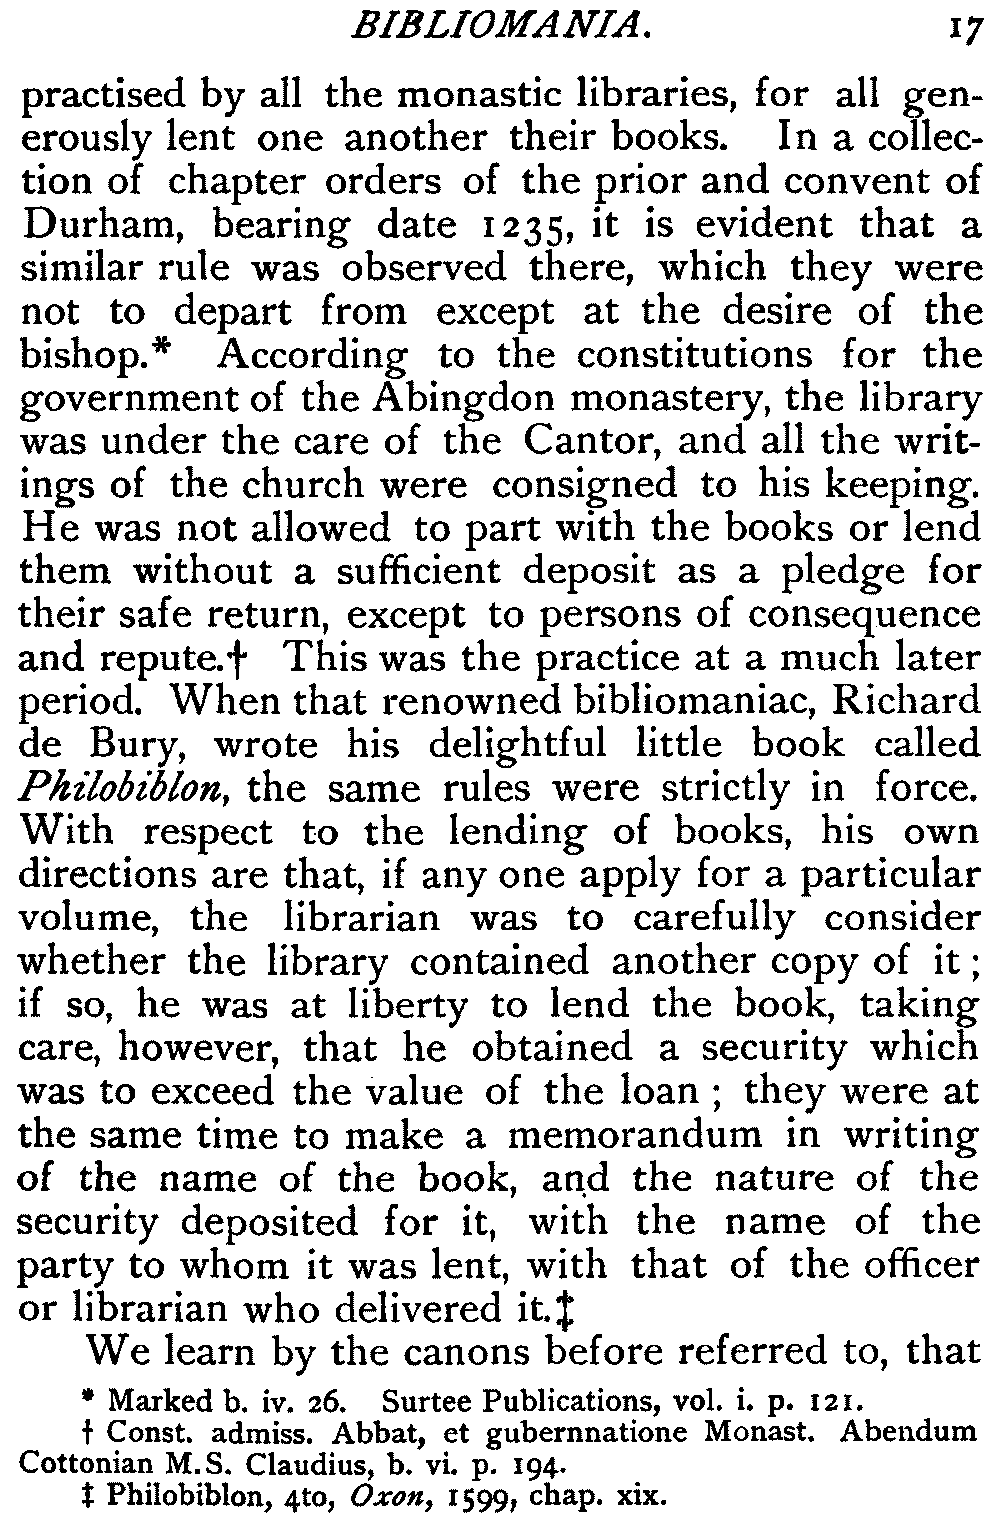 BIBLIOMANIA. 17
practised by all the monastic libraries, for all gen-
erously lent one another their books. In a collec-
tion of chapter orders of the prior and convent of
Durham, bearing date 1235, it is evident that a
similar rule was observed there, which they were
not to depart from except at the desire of the
bishop.* According to the constitutions for the
government of the Abingdon monastery, the library
was under the care of the Cantor, and all the writ-
ings of the church were consigned to his keeping.
He was not allowed to part with the books or lend
them without a sufficient deposit as a pledge for
their safe return, except to persons of consequence
and repute.† This was the practice at a much later
period. When that renowned bibliomaniac, Richard
de Bury, wrote his delightful little book called
Philobiblon, the same rules were strictly in force.
With respect to the lending of books, his own
directions are that, if any one apply for a particular
volume, the librarian was to carefully consider
whether the library contained another copy of it ;
if so, he was at liberty to lend the book, taking
care, however, that he obtained a security which
was to exceed the value of the loan ; they were at
the same time to make a memorandum in writing
of the name of the book, and the nature of the
security deposited for it, with the name of the
party to whom it was lent, with that of the officer
or librarian who delivered it.‡
We learn by the canons before referred to, that
* Marked b. iv. 26. Surtee Publications, vol. i. p. 121.
† Const. admiss. Abbat, et gubernnatione Monast. Abendum
Cottonian M.S. Claudius, b. vi. p. 194.
‡ Philobiblon, 4to, Oxon, 1599, chap. xix.